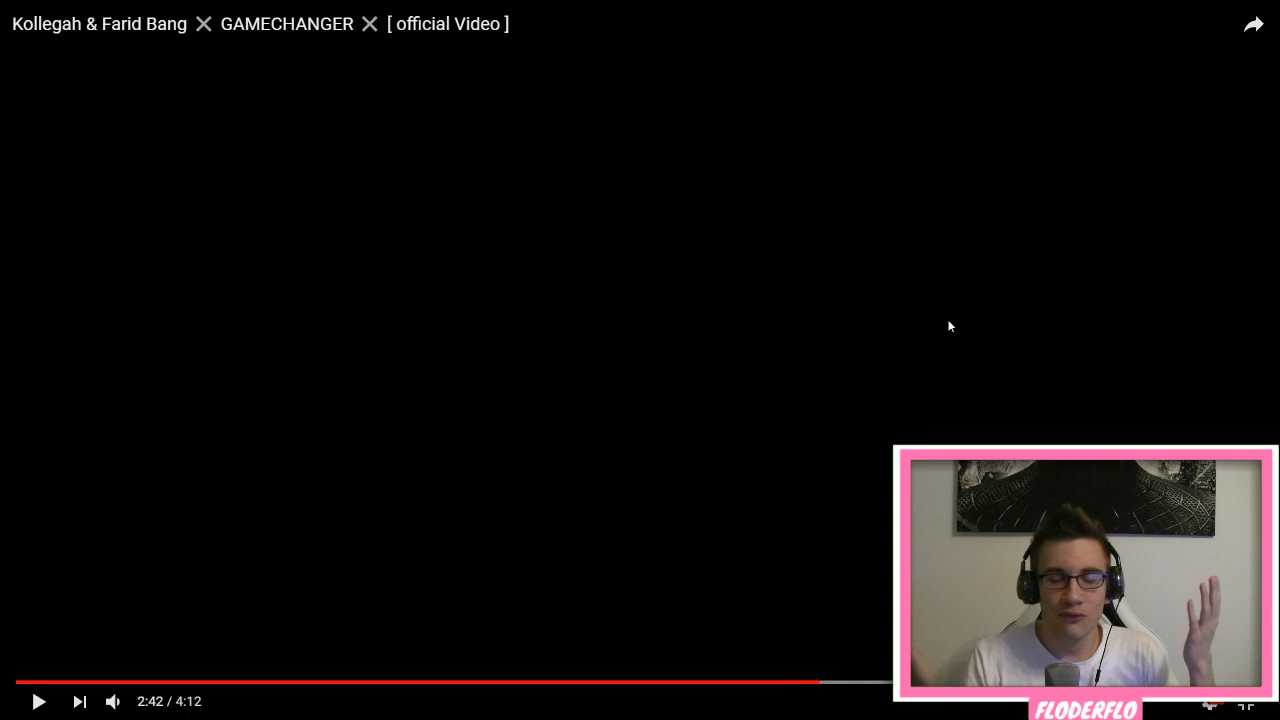 Kollegah & Farid Bang ✕ GAMECHANGER ✕ [ official Video ]
2:42 / 4:12
FLODERFLO